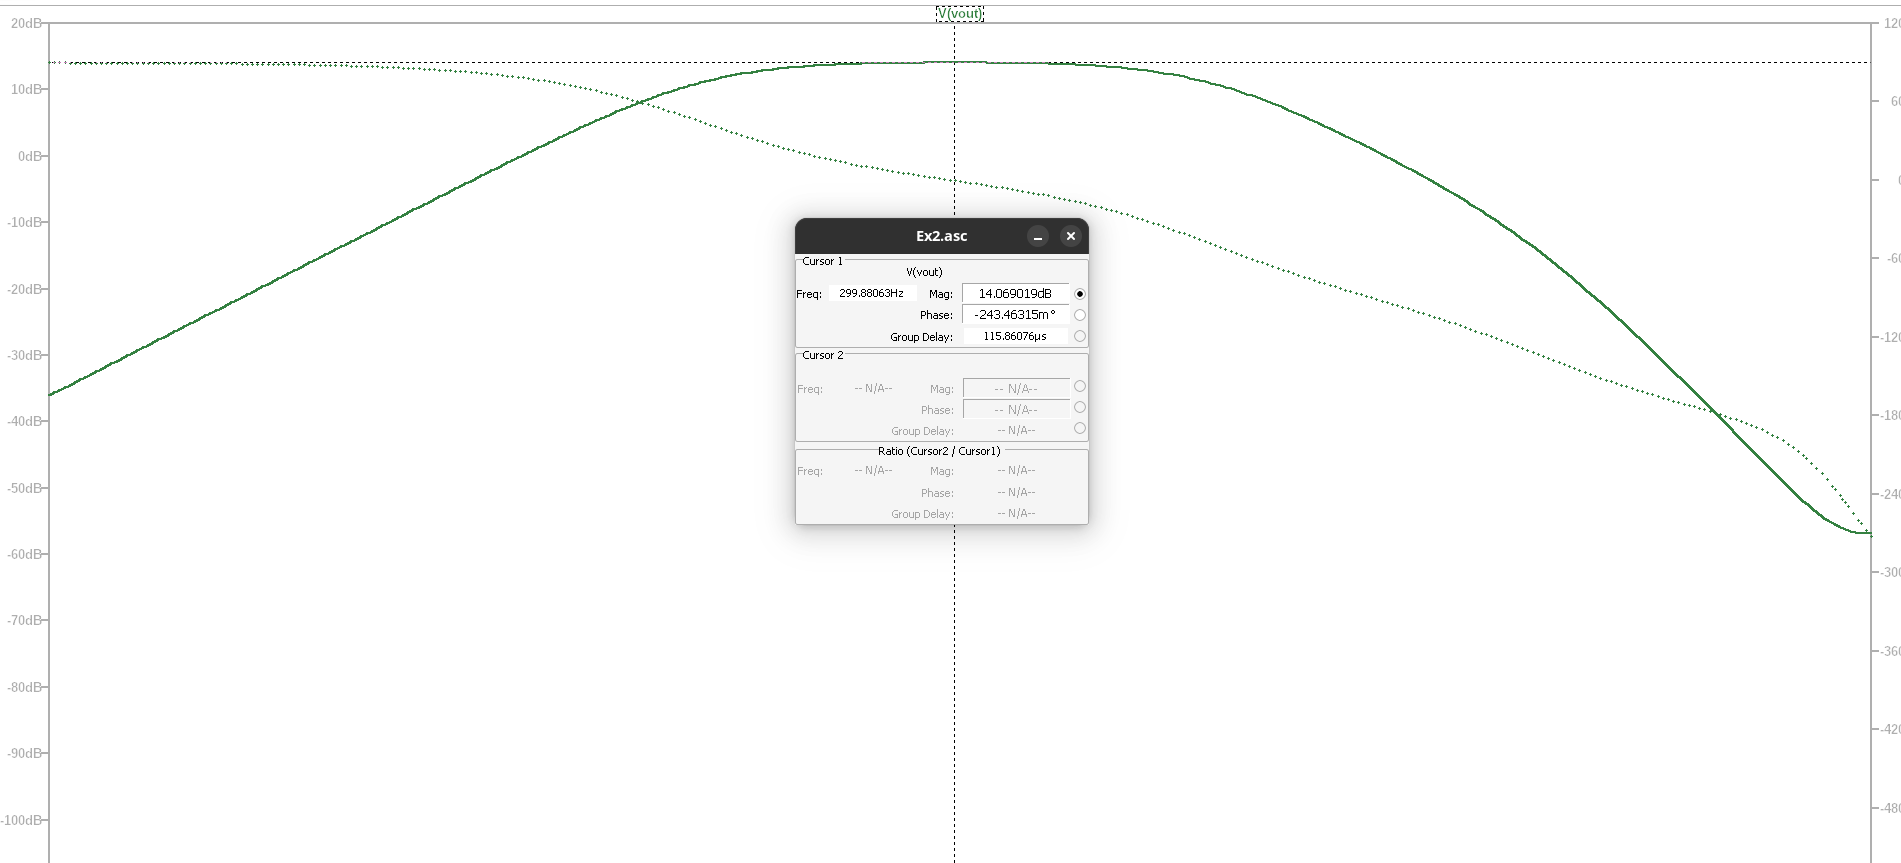 V(vout)
20dB
10dB
0dB
-10dB
-20dB
-30dB
-40dB
-50dB
-60dB
-70dB
-80dB
-90dB
-100dB
Ex2.asc
Cursor 1
V(vout)
Freq: 299.88063Hz Mag: 14.069019dB
Phase: -243.46315m°
Group Delay: 115.86076µs
Cursor 2
Freq: -- N/A-- Mag: -- N/A--
Phase: -- N/A--
Group Delay: -- N/A--
Ratio (Cursor2 / Cursor1)
Freq: -- N/A-- Mag: -- N/A--
Phase: -- N/A--
Group Delay: -- N/A--
120
60
0
-60
-120
-180
-240
-300
-360
-420
-480